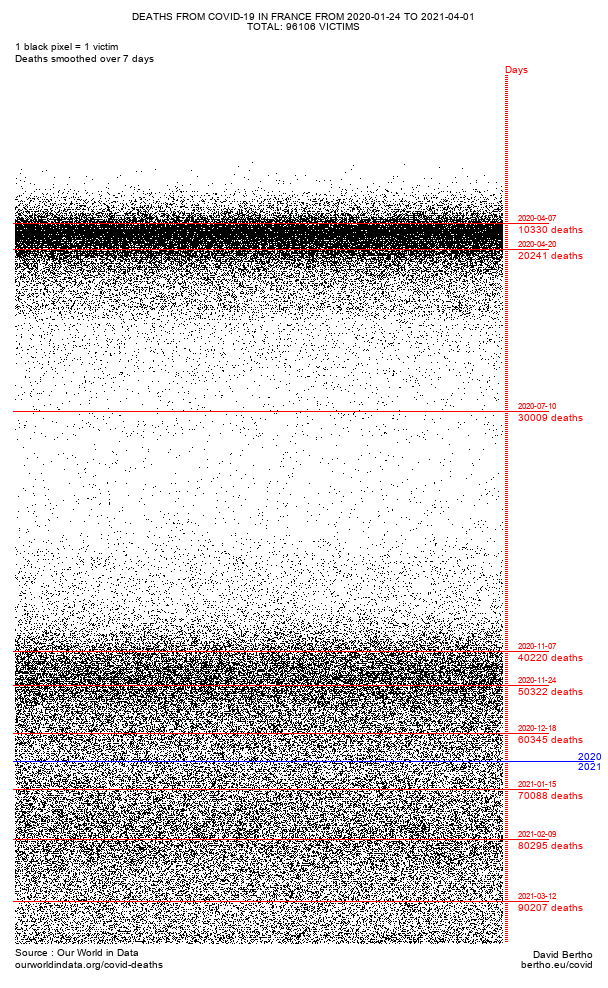 DEATHS FROM COVID-19 IN FRANCE FROM 2020-01-24 TO 2021-04-01
TOTAL: 96106 VICTIMS
1 black pixel = 1 victim
Deaths smoothed over 7 days
Days
2020-04-07
10330 deaths
2020-04-20
20241 deaths
2020-07-10
30009 deaths
2020-11-07
40220 deaths
2020-11-24
50322 deaths
2020-12-18
60345 deaths
2020
2021
2021-01-15
70088 deaths
2021-02-09
80295 deaths
2021-03-12
90207 deaths
Source : Our World in Data
ourworldindata.org/covid-deaths
David Bertho
bertho.eu/covid